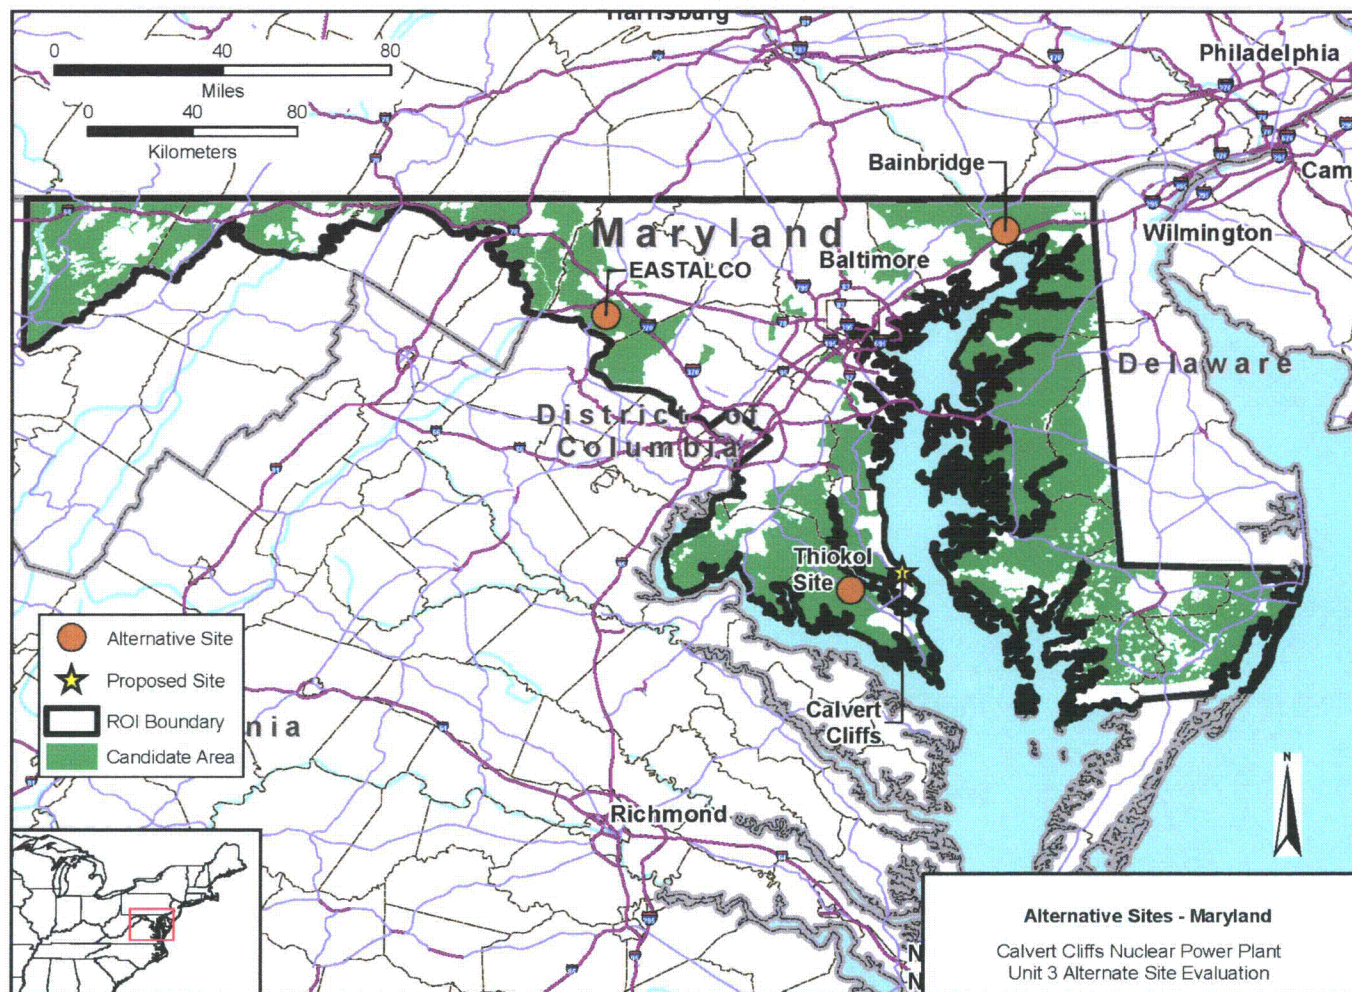 Harrisburg
0 40 80
Miles
0 40 80
Kilometers
Philadelphia
Bainbridge
Cam
Maryland
Wilmington
Baltimore
EASTALCO
Delaware
District of
Columbia
Thiokol
Site
Alternative Site
Proposed Site
ROI Boundary
Candidate Area
nia
Calvert
Cliffs
Richmond
N
N
N
Alternative Sites - Maryland
Calvert Cliffs Nuclear Power Plant
Unit 3 Alternate Site Evaluation